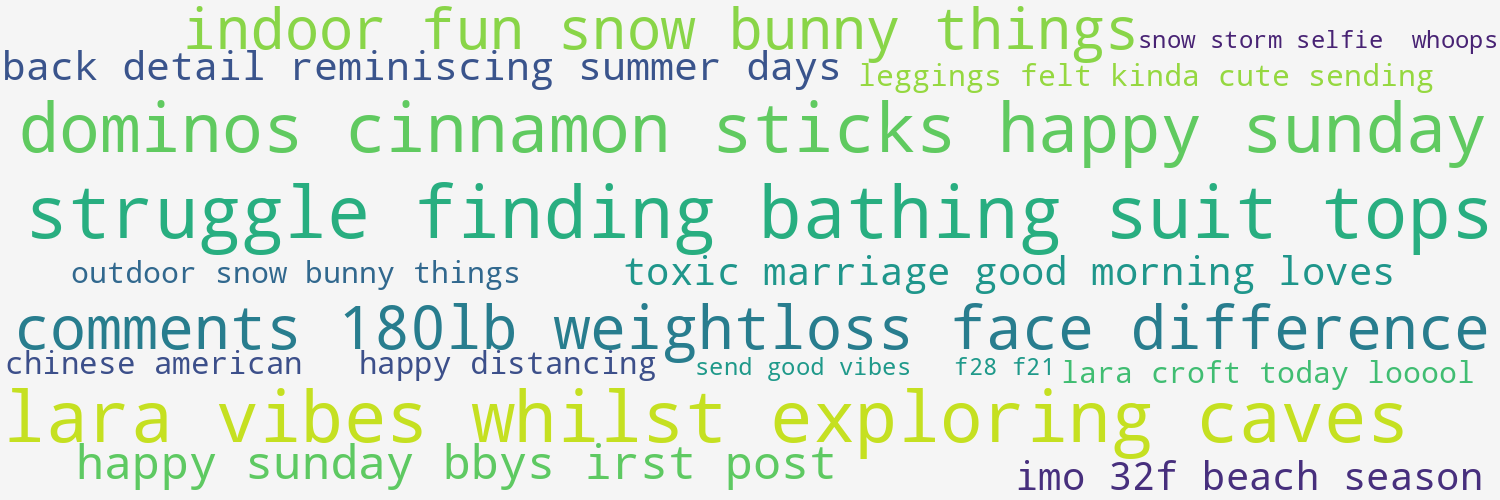 indoor fun snow bunny things
snow storm selfie whoops
back detail reminiscing summer days
leggings felt kinda cute sending
dominos cinnamon sticks happy sunday
struggle finding bathing suit tops
outdoor snow bunny things
toxic marriage good morning loves
comments 180lb weightloss face difference
chinese american
happy distancing
send good vibes
f28 f21
lara croft today looool
lara vibes whilst exploring caves
happy sunday bbys irst post
imo 32f beach season